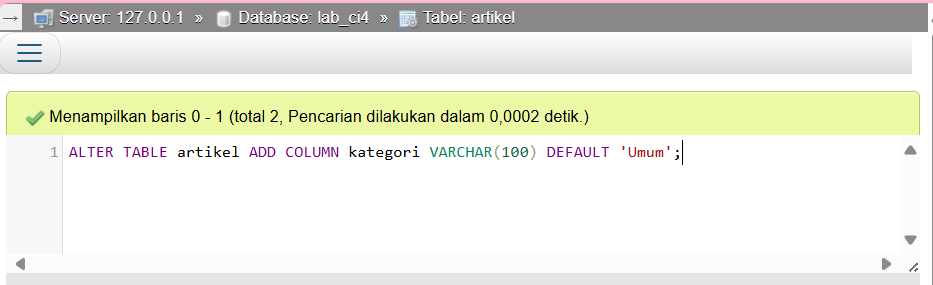 Server: 127.0.0.1 » Database: lab_ci4 » Tabel: artikel
Menampilkan baris 0 - 1 (total 2, Pencarian dilakukan dalam 0,0002 detik.)
1 ALTER TABLE artikel ADD COLUMN kategori VARCHAR(100) DEFAULT 'Umum';